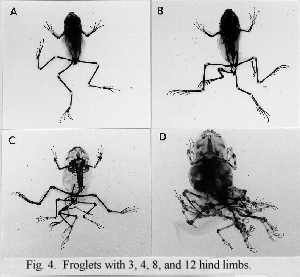 A
B
C
D
Fig. 4. Froglets with 3, 4, 8, and 12 hind limbs.